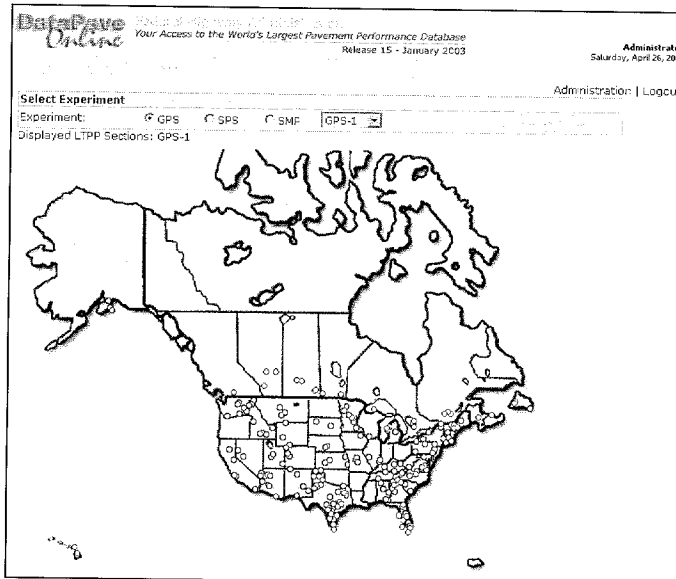 DataPave
Online
Your Access to the World's Largest Pavement Performance Database
Release 15 - January 2003
Administrat
Saturday, April 26, 20
Administration | Logou
Select Experiment
Experiment: GPS SPS SMP GPS-1
Displayed LTPP Sections: GPS-1